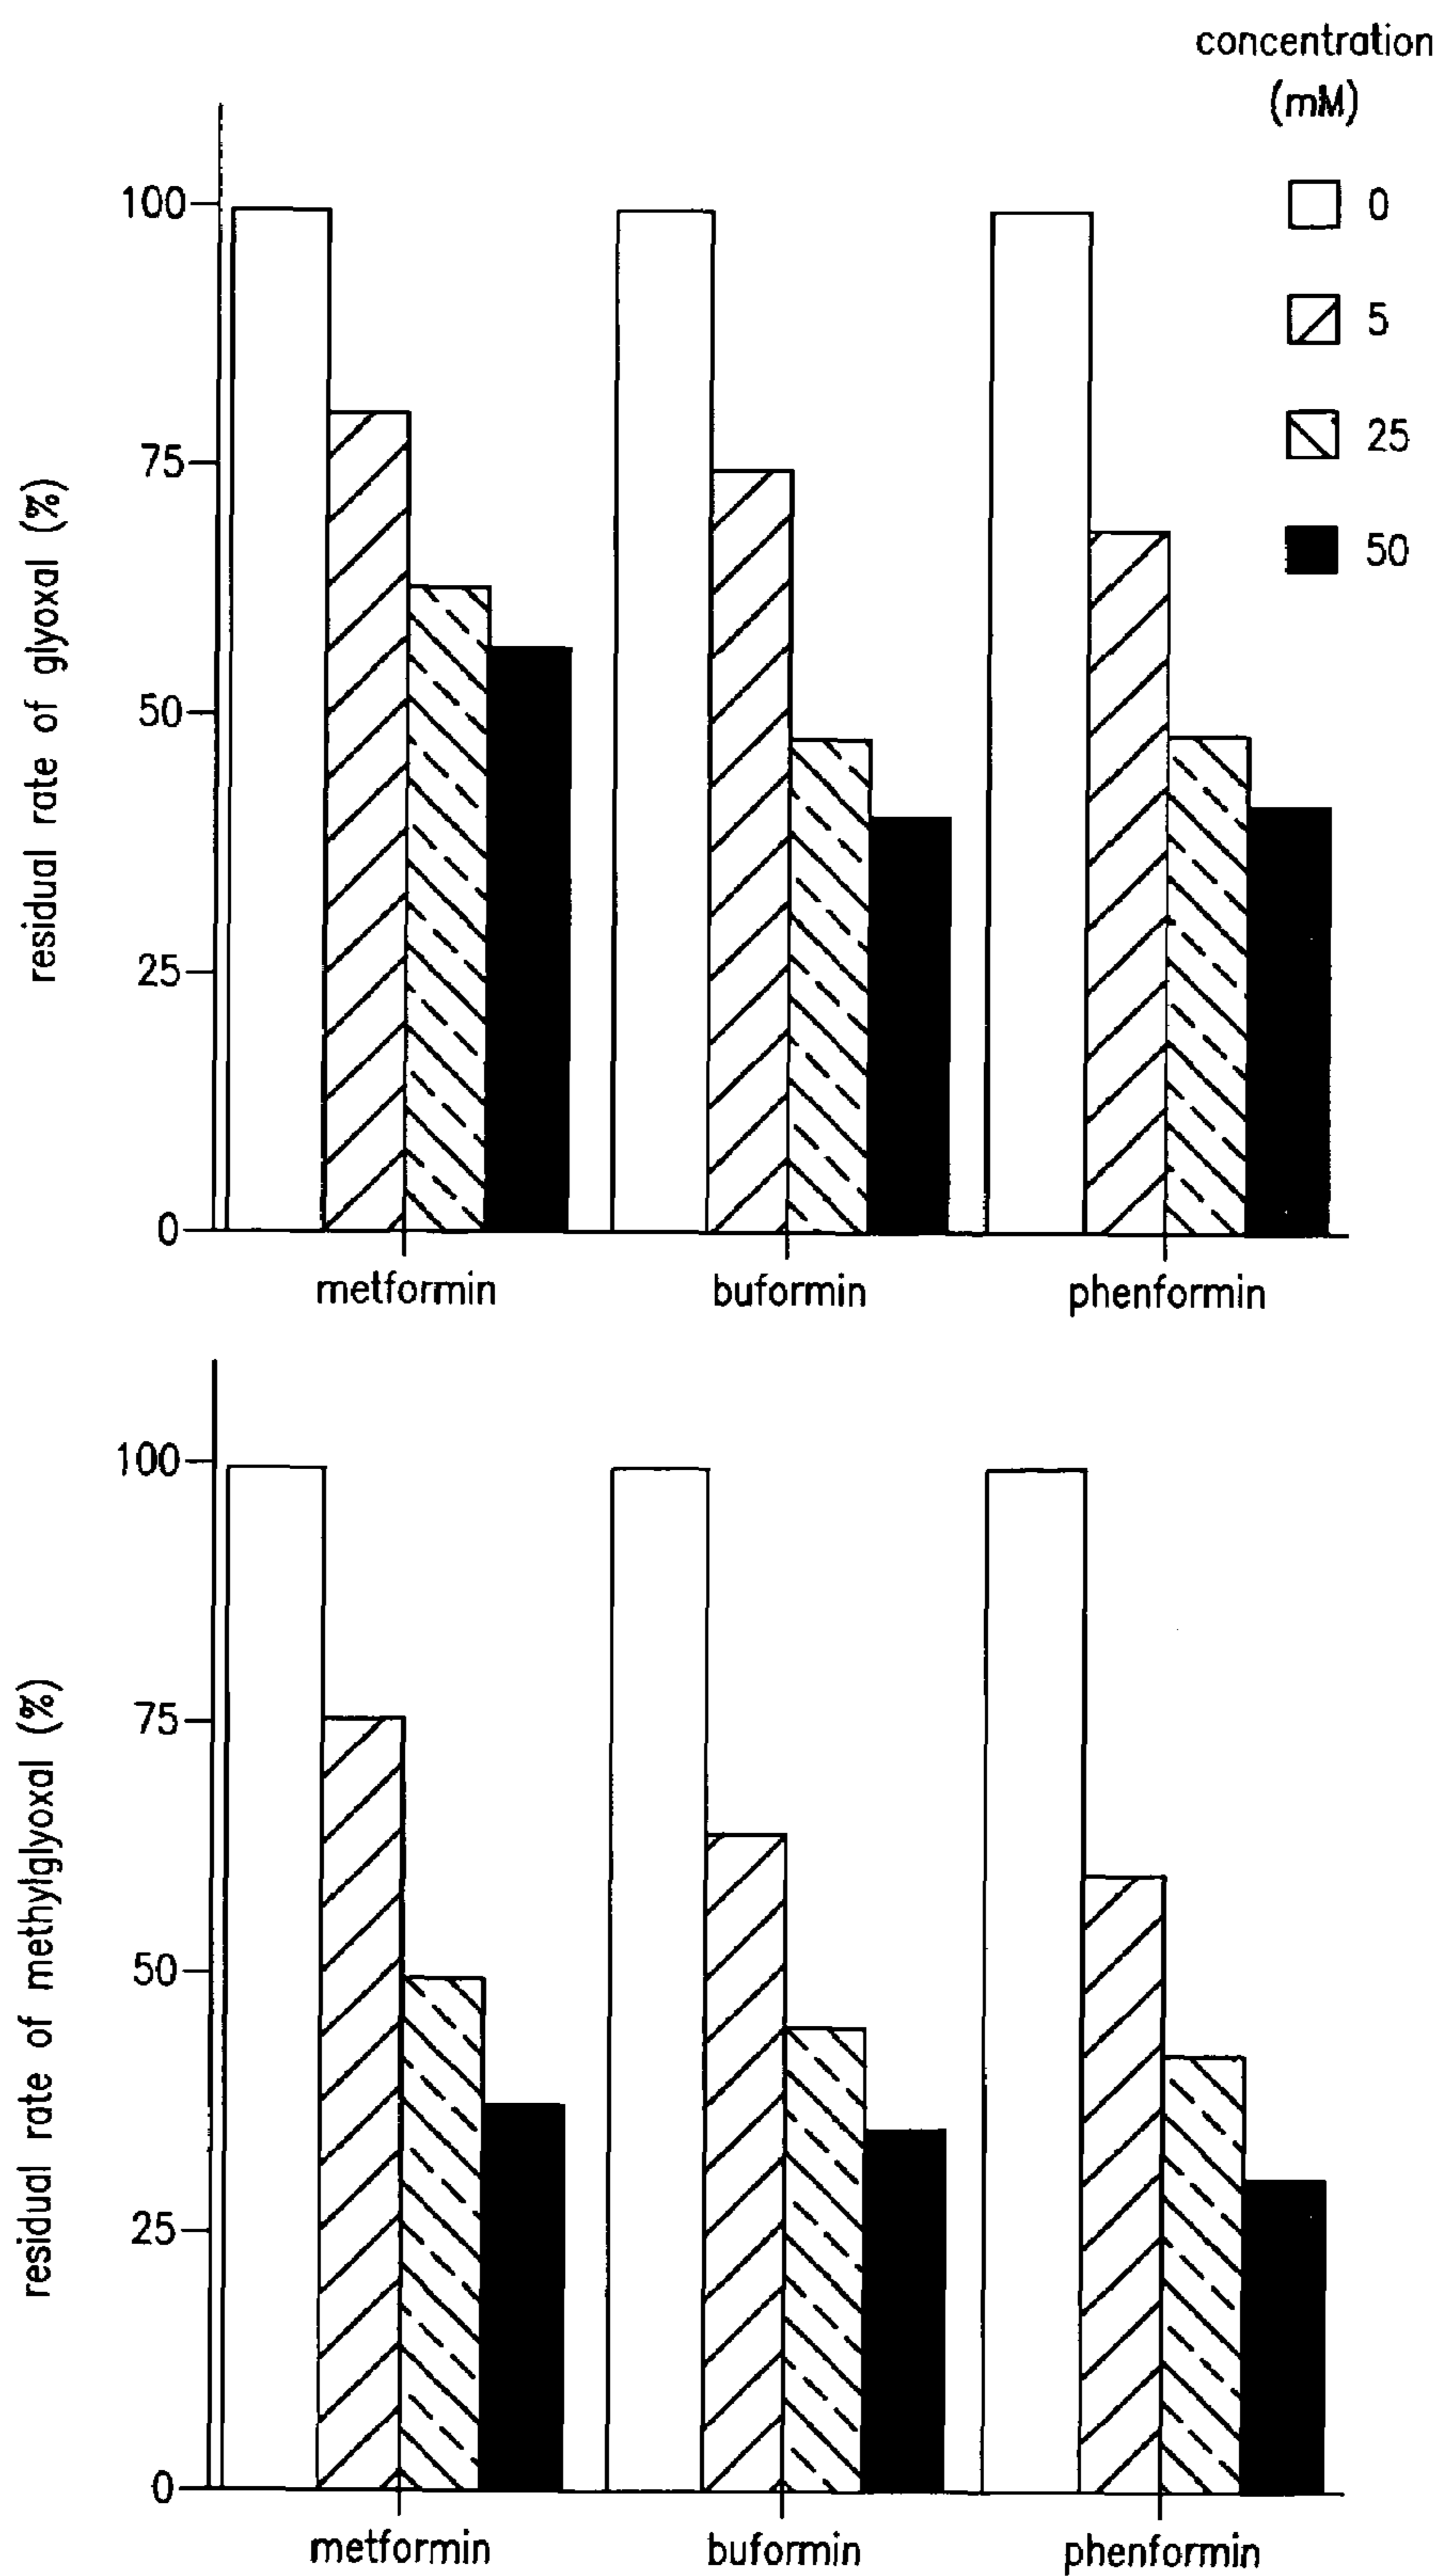 concentration
(mM)
0
5
25
50
residual rate of glyoxal (%)
100
75
50
25
0
metformin buformin phenformin
residual rate of methylglyoxal (%)
100
75
50
25
0
metformin buformin phenformin